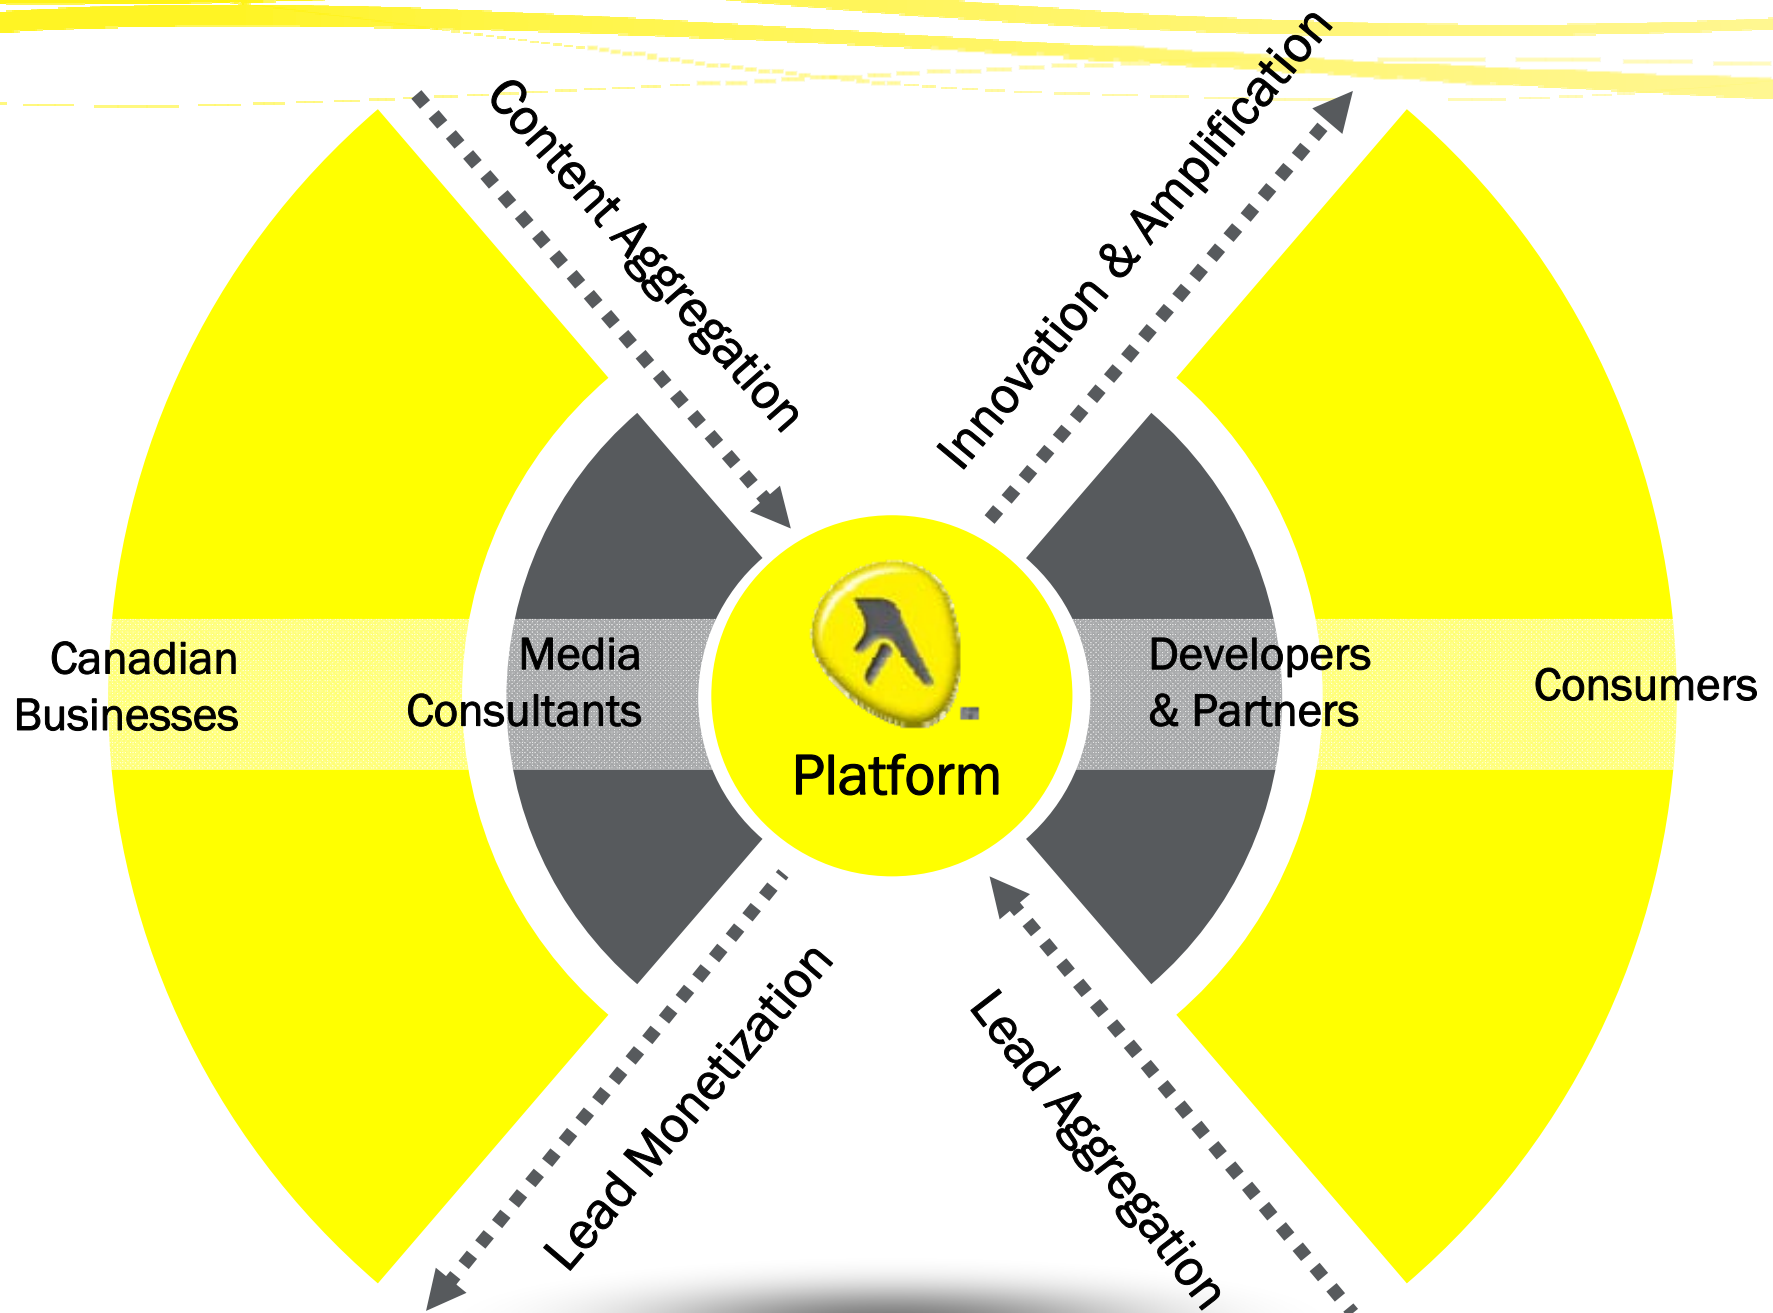 Content Aggregation
Innovation & Amplification
Canadian
Businesses
Media
Consultants
Platform
Developers
& Partners
Consumers
Lead Monetization
Lead Aggregation